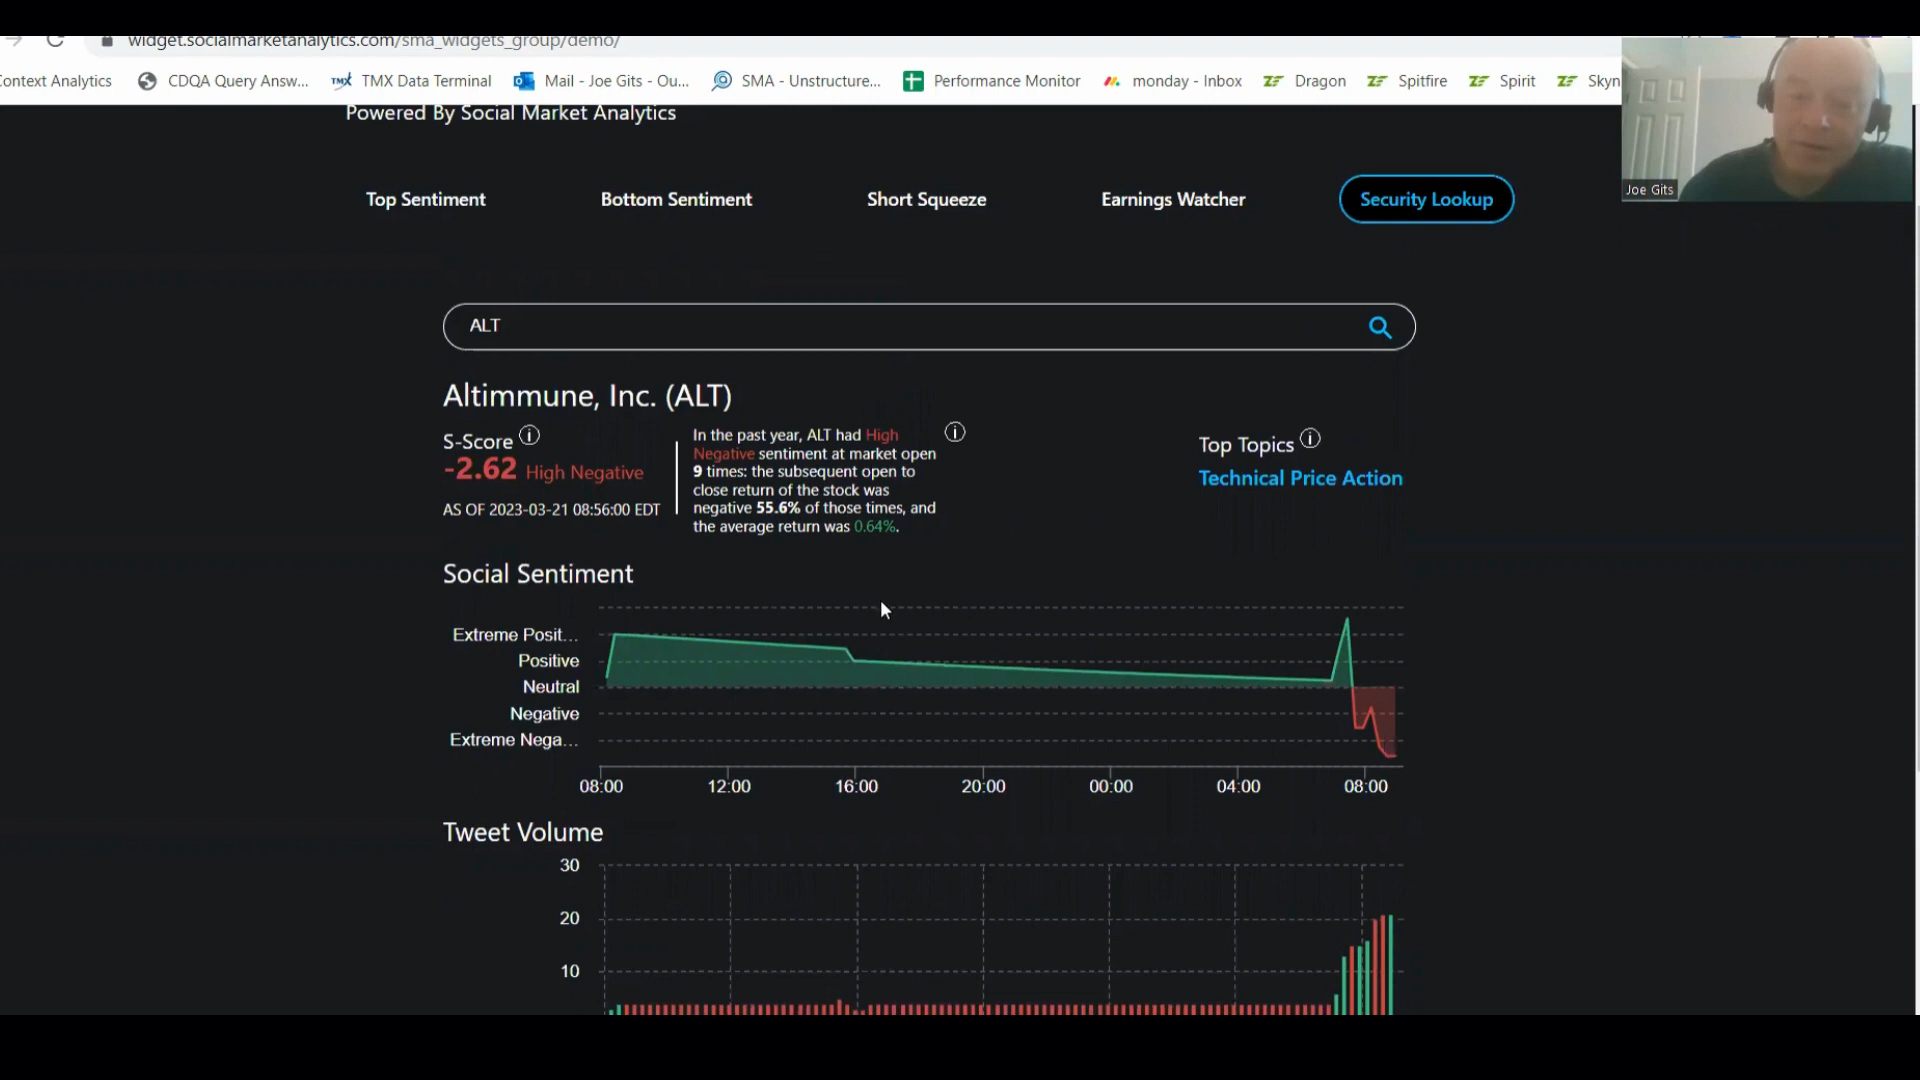 widget.socialmarketanalytics.com/sma_widgets_group/demo/
ontext Analytics CDQA Query Answ... TMX TMX Data Terminal Mail - Joe Gits - Ou... SMA - Unstructure... Performance Monitor monday - Inbox Dragon Spitfire Spirit Skyn
Joe Gits
Powered By Social Market Analytics
Top Sentiment Bottom Sentiment Short Squeeze Earnings Watcher Security Lookup
ALT
Altimmune, Inc. (ALT)
S-Score
-2.62 High Negative
AS OF 2023-03-21 08:56:00 EDT
In the past year, ALT had High
Negative sentiment at market open
9 times: the subsequent open to
close return of the stock was
negative 55.6% of those times, and
the average return was 0.64%.
Top Topics
Technical Price Action
Social Sentiment
Extreme Posit...
Positive
Neutral
Negative
Extreme Nega...
08:00 12:00 16:00 20:00 00:00 04:00 08:00
Tweet Volume
30
20
10